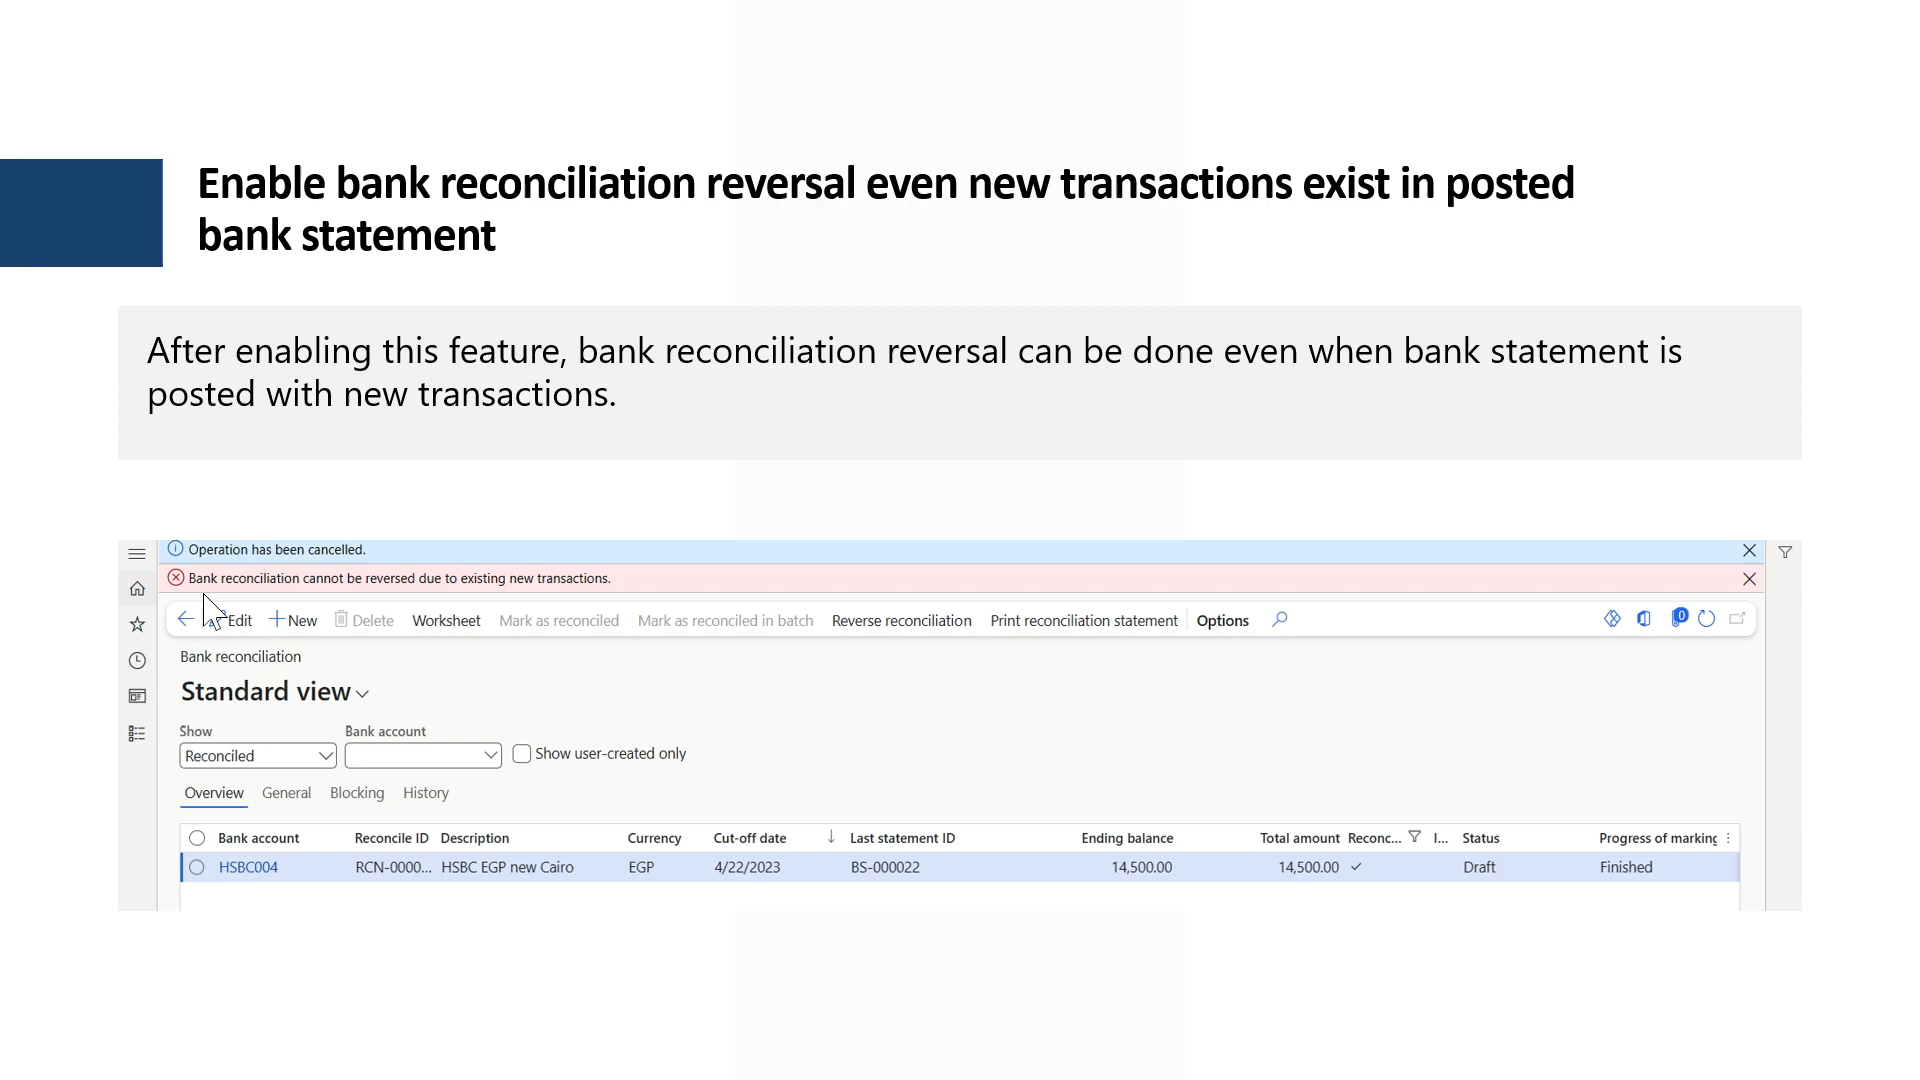 Enable bank reconciliation reversal even new transactions exist in posted
bank statement
After enabling this feature, bank reconciliation reversal can be done even when bank statement is
posted with new transactions.
Operation has been cancelled.
Bank reconciliation cannot be reversed due to existing new transactions.
Edit New Delete Worksheet Mark as reconciled Mark as reconciled in batch Reverse reconciliation Print reconciliation statement Options 0
Bank reconciliation
Standard view
Show Bank account
Reconciled Show user-created only
Overview General Blocking History
Bank account Reconcile ID Description Currency Cut-off date Last statement ID Ending balance Total amount Reconc... I... Status Progress of marking
HSBC004 RCN-0000... HSBC EGP new Cairo EGP 4/22/2023 BS-000022 14,500.00 14,500.00 Draft Finished